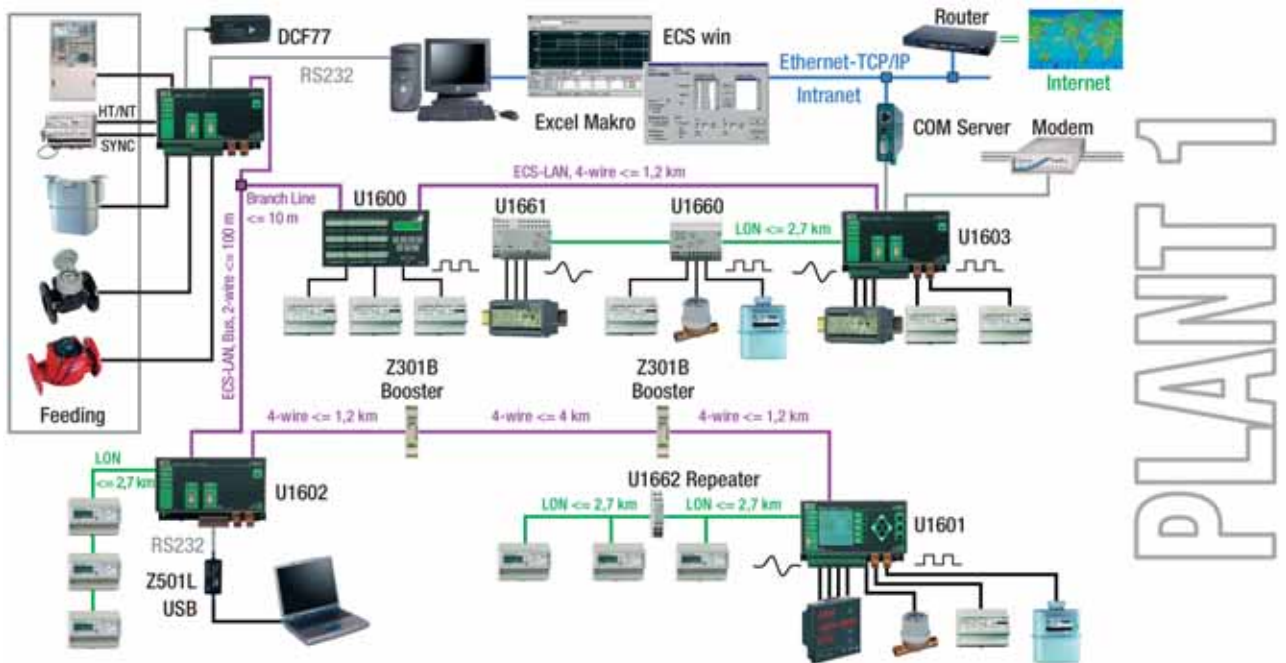 DCF77
RS232
ECS win
Excel Makro
Ethernet-TCP/IP
Intranet
Router
Internet
COM Server
Modem
HT/NT
SYNC
Feeding
Branch Line
<= 10 m
ECS-LAN, Bus, 2-wire <= 100 m
ECS-LAN, 4-wire <= 1,2 km
U1600
U1661
U1660
LON <= 2,7 km
U1603
Z301B
Booster
Z301B
Booster
4-wire <= 1,2 km
4-wire <= 4 km
4-wire <= 1,2 km
LON
<= 2,7 km
U1602
RS232
Z501L
USB
U1662 Repeater
LON <= 2,7 km
LON <= 2,7 km
U1601
PLANT 1